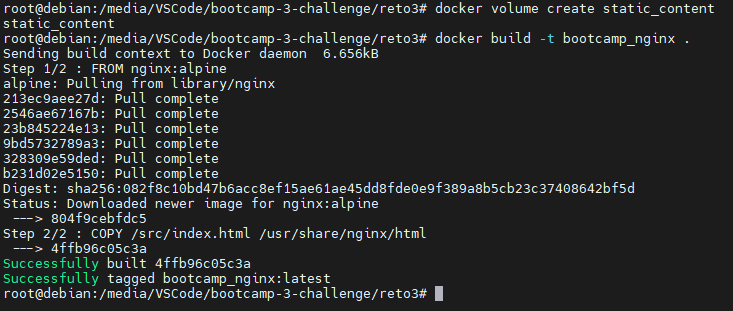 root@debian:/media/VSCode/bootcamp-3-challenge/reto3# docker volume create static_content
static_content
root@debian:/media/VSCode/bootcamp-3-challenge/reto3# docker build -t bootcamp_nginx .
Sending build context to Docker daemon  6.656kB
Step 1/2 : FROM nginx:alpine
alpine: Pulling from library/nginx
213ec9aee27d: Pull complete
2546ae67167b: Pull complete
23b845224e13: Pull complete
9bd5732789a3: Pull complete
328309e59ded: Pull complete
b231d02e5150: Pull complete
Digest: sha256:082f8c10bd47b6acc8ef15ae61ae45dd8fde0e9f389a8b5cb23c37408642bf5d
Status: Downloaded newer image for nginx:alpine
 ---> 804f9cebfdc5
Step 2/2 : COPY /src/index.html /usr/share/nginx/html
 ---> 4ffb96c05c3a
Successfully built 4ffb96c05c3a
Successfully tagged bootcamp_nginx:latest
root@debian:/media/VSCode/bootcamp-3-challenge/reto3#